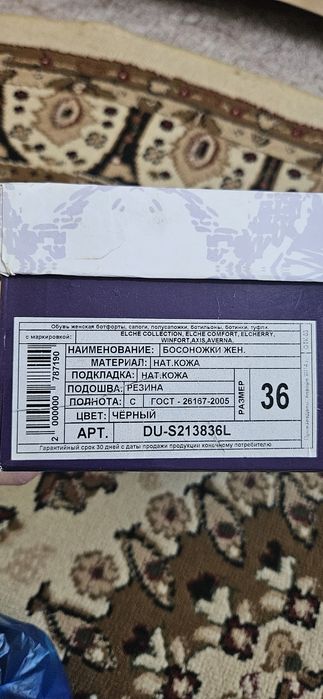 Обувь женская ботфорты, сапоги, полусапожки, ботильоны, ботинки, туфли.
с маркировкой: ELCHE COLLECTION, ELCHE COMFORT, ELCHERRY,
WINFORT,AXIS,AVERNA.
НАИМЕНОВАНИЕ: БОСОНОЖКИ ЖЕН.
МАТЕРИАЛ: НАТ.КОЖА
ПОДКЛАДКА: НАТ.КОЖА
ПОДОШВА: РЕЗИНА
ПОЛНОТА: С ГОСТ - 26167-2005
ЦВЕТ: ЧЕРНЫЙ
РАЗМЕР
36
АРТ. DU-S213836L
2 000000 787190
Гарантийный срок 30 дней с даты продажи продукции конечному потребителю